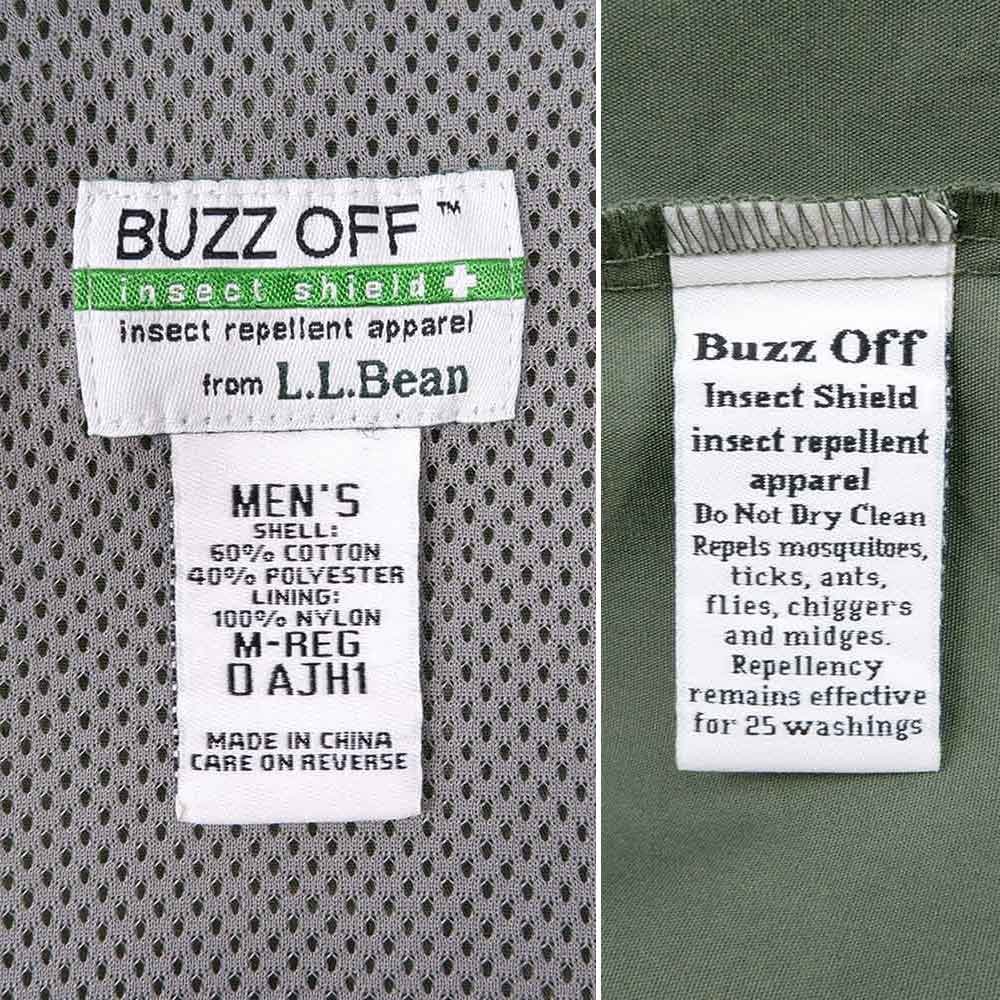 BUZZ OFF™
insect shield
insect repellent apparel
from L.L.Bean
MEN'S
SHELL:
60% COTTON
40% POLYESTER
LINING:
100% NYLON
M-REG
0 AJH1
MADE IN CHINA
CARE ON REVERSE
Buzz Off
Insect Shield
insect repellent
apparel
Do Not Dry Clean
Repels mosquitoes,
ticks, ants,
flies, chiggers
and midges.
Repellency
remains effective
for 25 washings